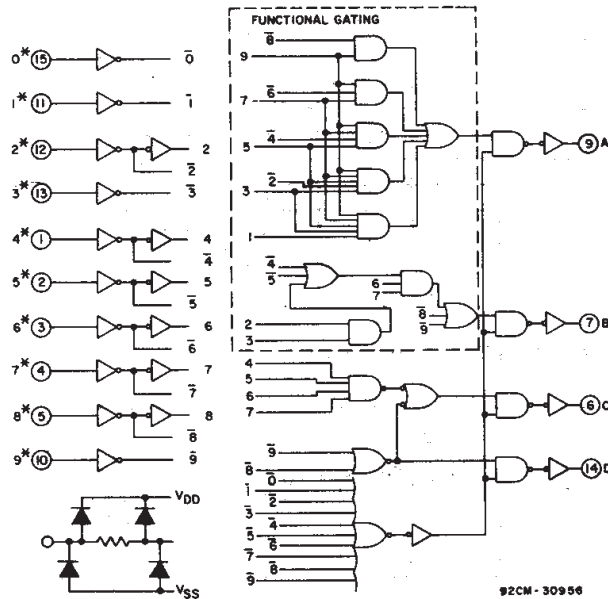 FUNCTIONAL GATING
0* 15 0̅
1* 11 1̅
2* 12 2
2̅
3* 13 3̅
4* 1 4
4̅
5* 2 5
5̅
6* 3 6
6̅
7* 4 7
7̅
8* 5 8
8̅
9* 10 9̅
VDD
VSS
8̅
9
6̅
7
4̅
5
2̅
3
1
4̅
5̅
6
7
8̅
9̅
2
3
4
5
6
7
9̅
8̅
0̅
1̅
2̅
3̅
4̅
5̅
6̅
7̅
8̅
9̅
9 A
7 B
6 C
14 D
92CM-30956